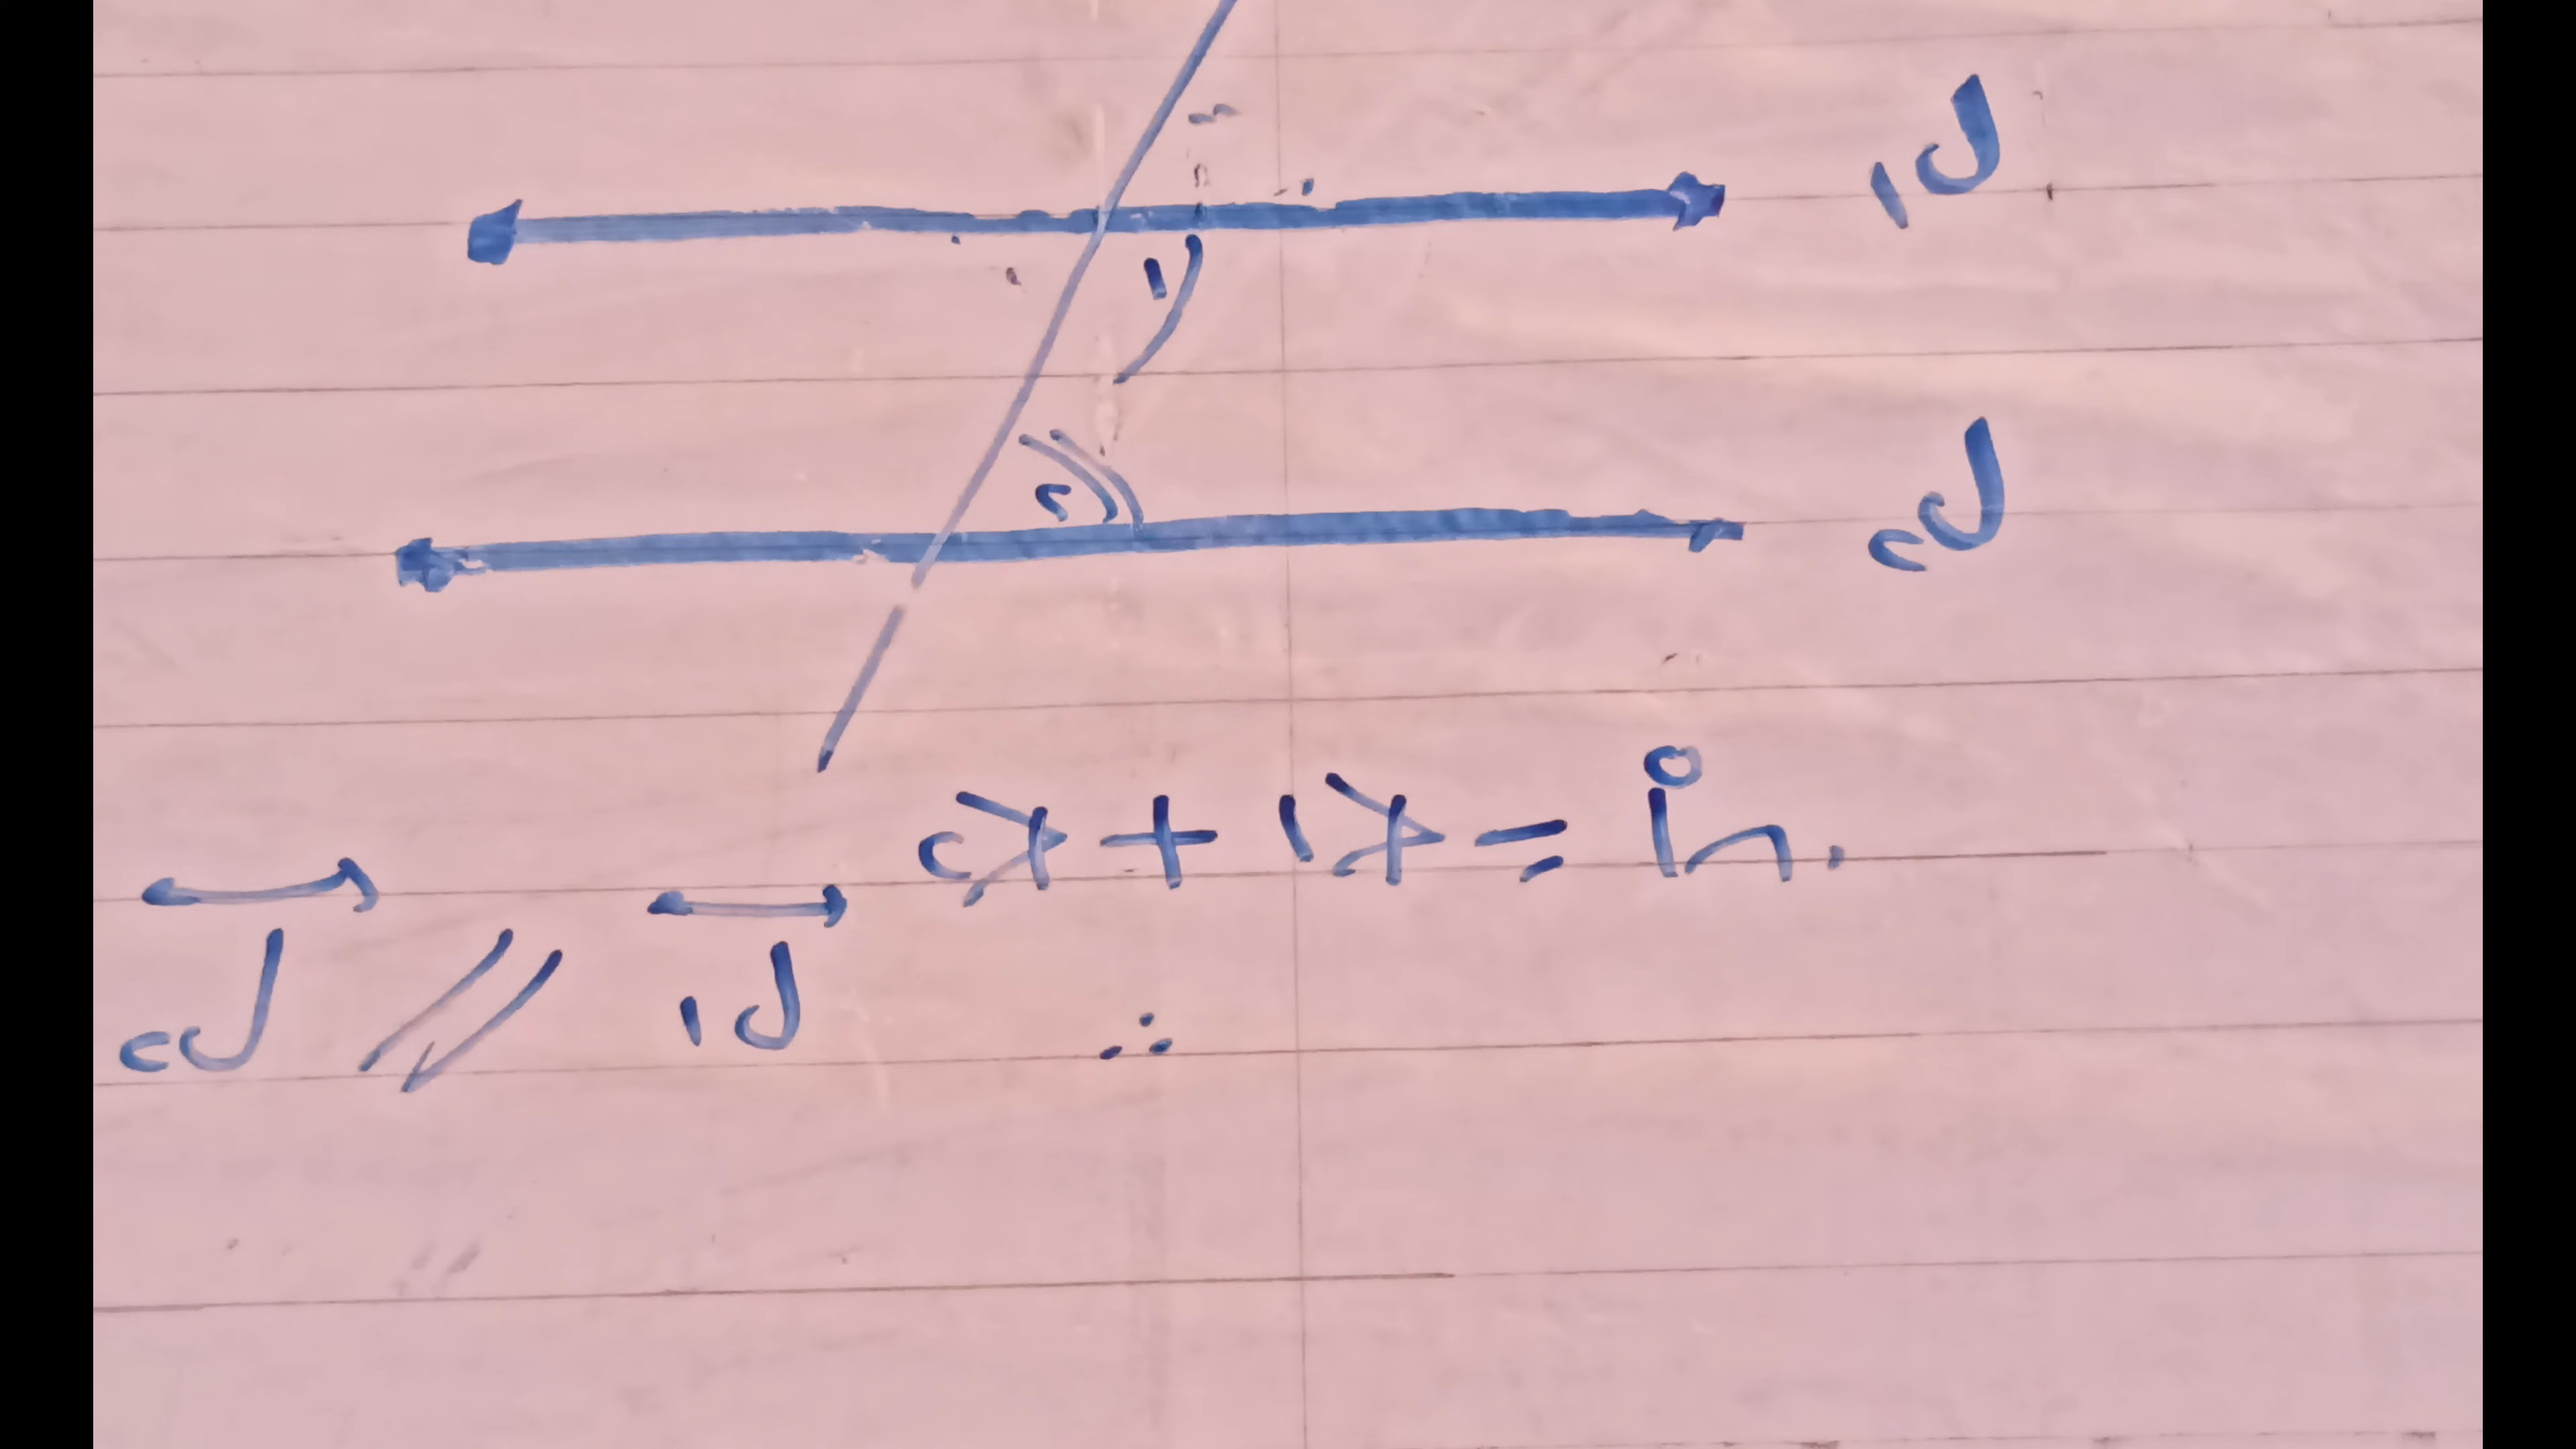 ل١
١
٢
ل٢
١٨٠° = ∢١ + ∢٢
∴ ل١ // ل٢